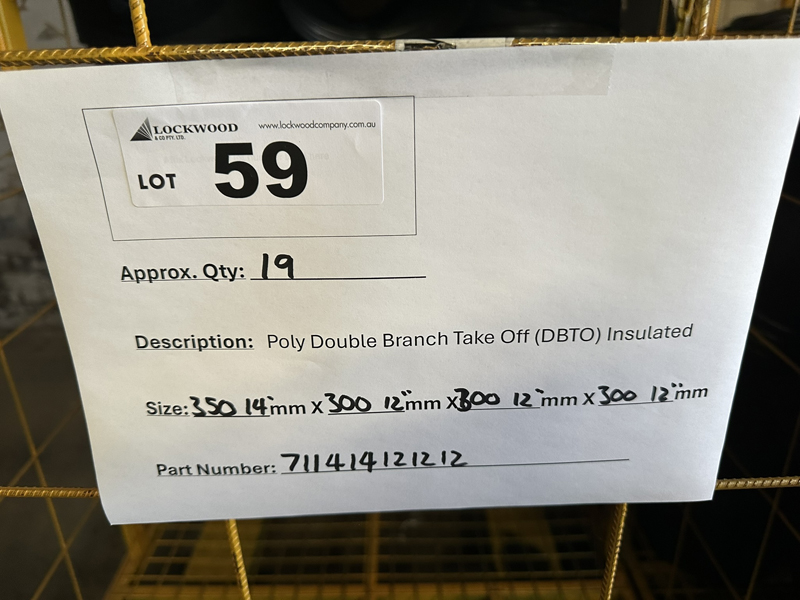 LOCKWOOD www.lockwoodcompany.com.au
& CO PTY. LTD.
LOT 59
Approx. Qty: 19
Description: Poly Double Branch Take Off (DBTO) Insulated
Size: 350 14"mm X 300 12"mm X 300 12"mm X 300 12"mm
Part Number: 711414121212